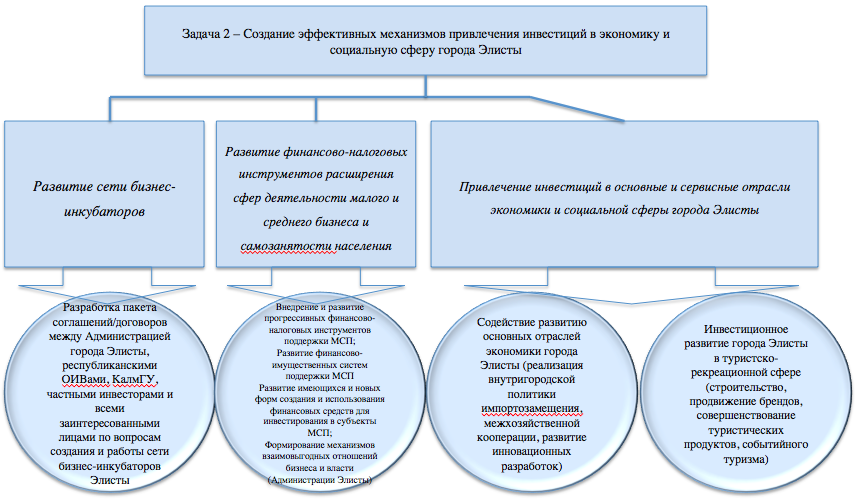 Задача 2 – Создание эффективных механизмов привлечения инвестиций в экономику и
социальную сферу города Элисты
Развитие сети бизнес-
инкубаторов
Развитие финансово-налоговых
инструментов расширения
сфер деятельности малого и
среднего бизнеса и
самозанятости населения
Привлечение инвестиций в основные и сервисные отрасли
экономики и социальной сферы города Элисты
Разработка пакета
соглашений/договоров
между Администрацией
города Элисты,
республиканскими
ОИВами, КалмГУ,
частными инвесторами и
всеми
заинтересованными
лицами по вопросам
создания и работы сети
бизнес-инкубаторов
Элисты
Внедрение и развитие
прогрессивных финансово-
налоговых инструментов
поддержки МСП;
Развитие финансово-
имущественных систем
поддержки МСП
Развитие имеющихся и новых
форм создания и использования
финансовых средств для
инвестирования в субъекты
МСП;
Формирование механизмов
взаимовыгодных отношений
бизнеса и власти
(Администрации Элисты)
Содействие развитию
основных отраслей
экономики города
Элисты (реализация
внутригородской
политики
импортозамещения,
межхозяйственной
кооперации, развитие
инновационных
разработок)
Инвестиционное
развитие города Элисты
в туристско-
рекреационной сфере
(строительство,
продвижение брендов,
совершенствование
туристических
продуктов, событийного
туризма)